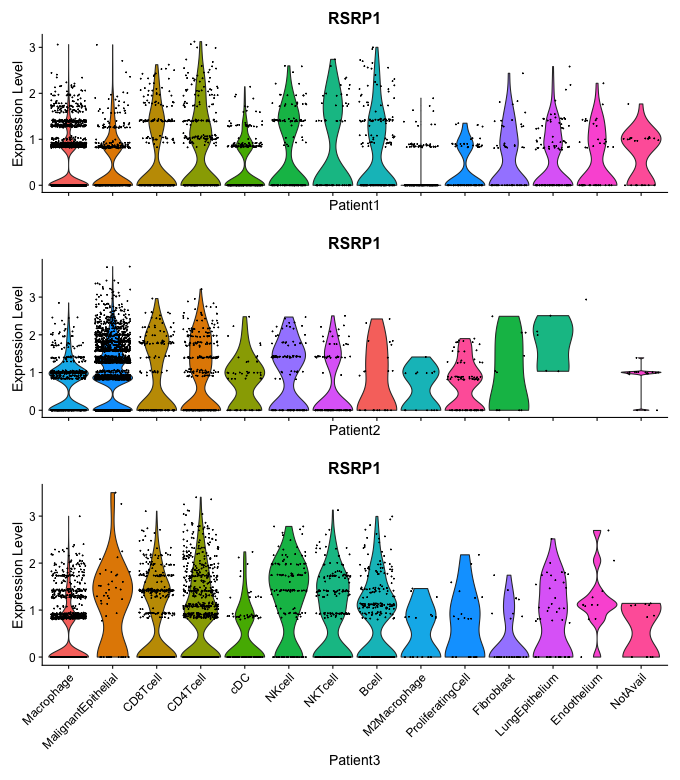 RSRP1
Expression Level
3
2
1
0
Patient1
RSRP1
Expression Level
3
2
1
0
Patient2
RSRP1
Expression Level
3
2
1
0
Macrophage
MalignantEpithelial
CD8Tcell
CD4Tcell
cDC
NKcell
NKTcell
Bcell
M2Macrophage
ProliferatingCell
Fibroblast
LungEpithelium
Endothelium
NotAvail
Patient3